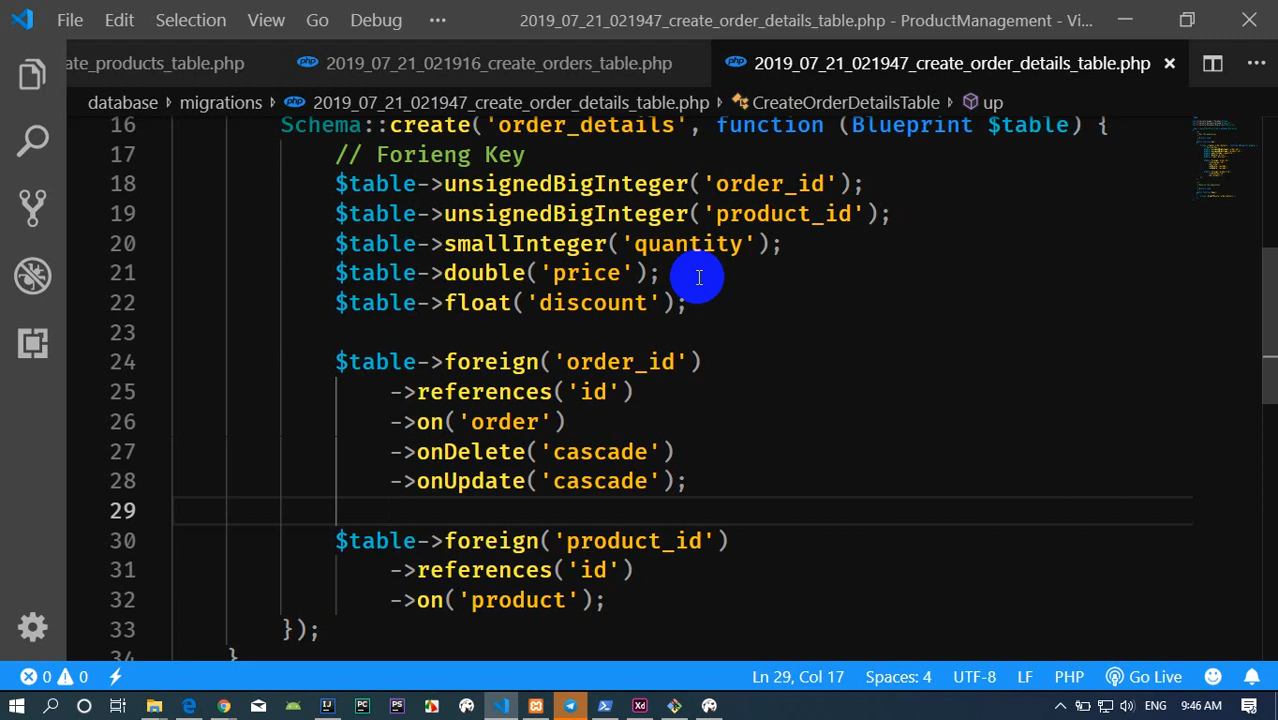 File Edit Selection View Go Debug ••• 2019_07_21_021947_create_order_details_table.php - ProductManagement - Vi...
ate_products_table.php 2019_07_21_021916_create_orders_table.php 2019_07_21_021947_create_order_details_table.php
database > migrations > 2019_07_21_021947_create_order_details_table.php > CreateOrderDetailsTable > up
16 Schema::create('order_details', function (Blueprint $table) {
17 // Forieng Key
18 $table->unsignedBigInteger('order_id');
19 $table->unsignedBigInteger('product_id');
20 $table->smallInteger('quantity');
21 $table->double('price');
22 $table->float('discount');
23
24 $table->foreign('order_id')
25 ->references('id')
26 ->on('order')
27 ->onDelete('cascade')
28 ->onUpdate('cascade');
29
30 $table->foreign('product_id')
31 ->references('id')
32 ->on('product');
33 });
34 }
0 0 Ln 29, Col 17 Spaces: 4 UTF-8 LF PHP Go Live
ENG 9:46 AM